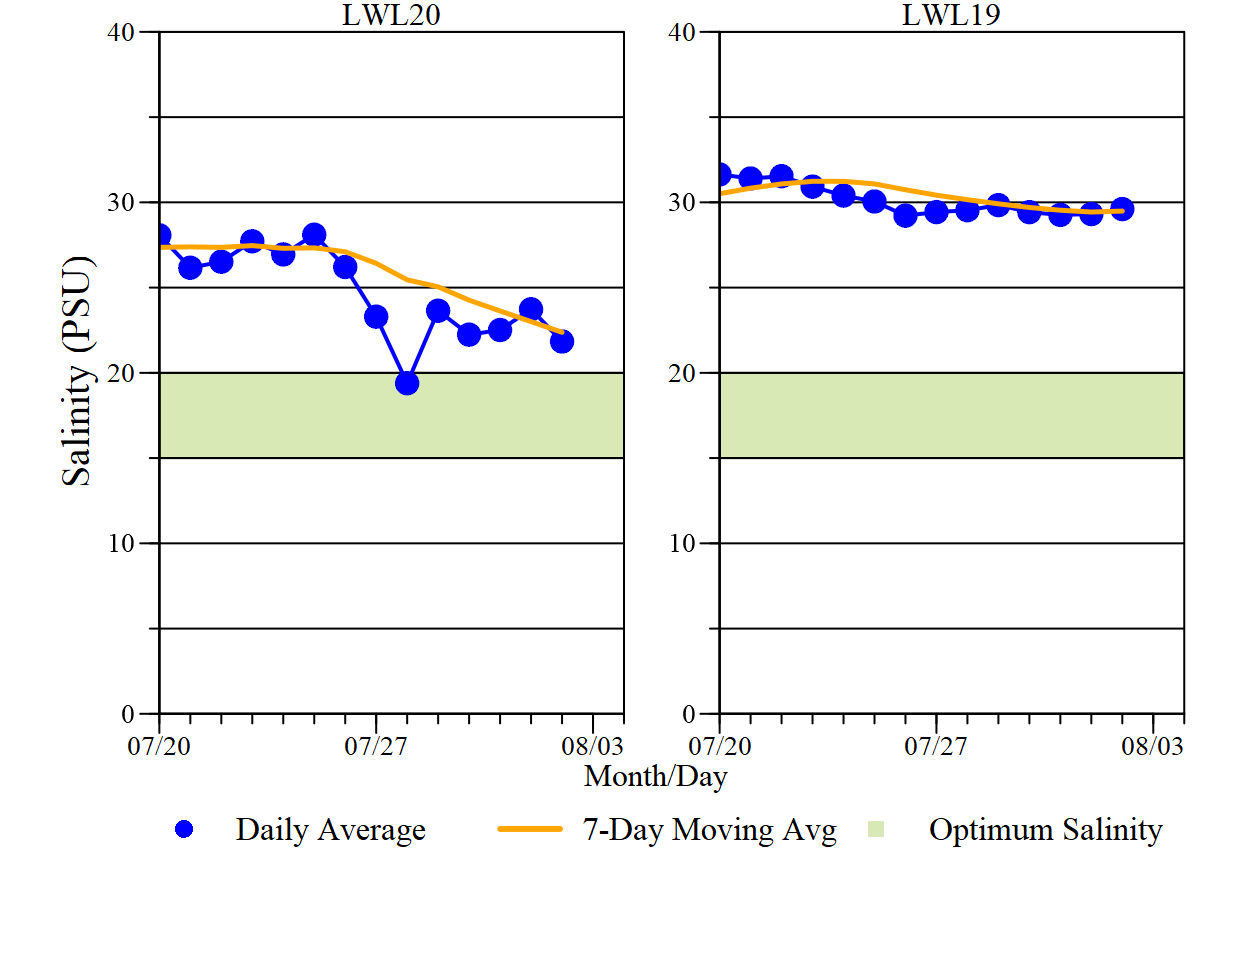 LWL20
LWL19
40
30
20
10
0
40
30
20
10
0
Salinity (PSU)
07/20
07/27
08/03
07/20
07/27
08/03
Month/Day
Daily Average
7-Day Moving Avg
Optimum Salinity